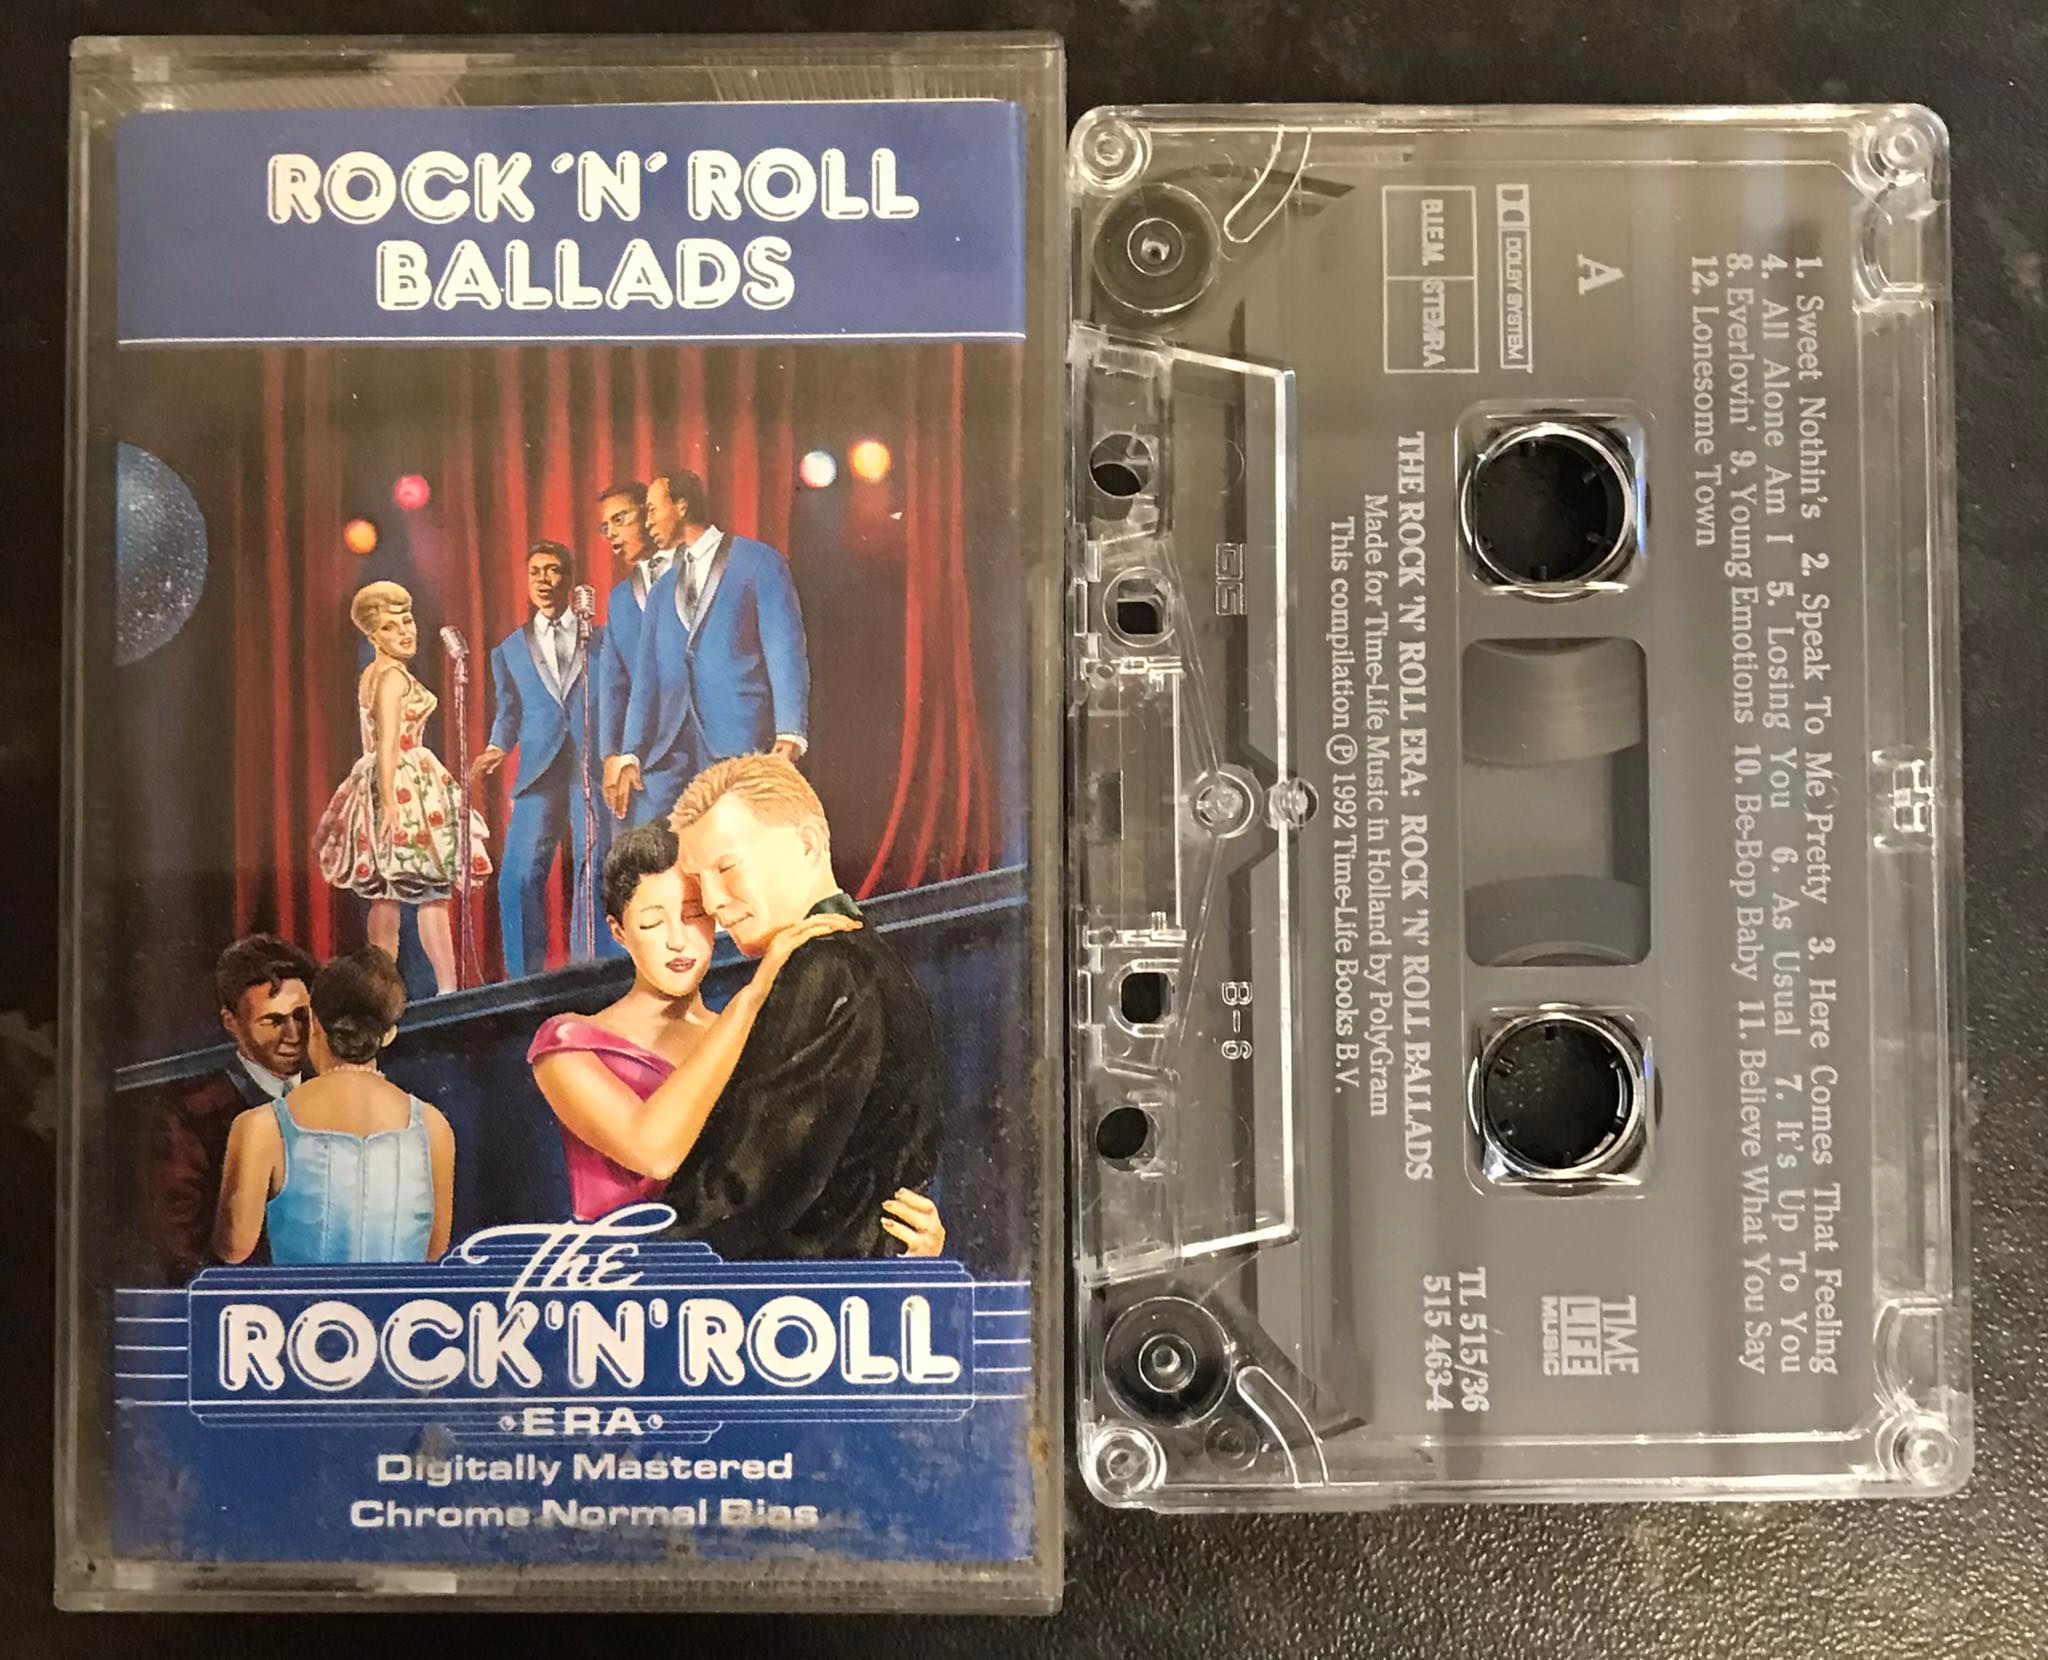 ROCK 'N' ROLL
BALLADS
The
ROCK'N'ROLL
ERA
Digitally Mastered
Chrome Normal Bias
1. Sweet Nothin's 2. Speak To Me Pretty 3. Here Comes That Feeling
4. All Alone Am I 5. Losing You 6. As Usual 7. It's Up To You
8. Everlovin' 9. Young Emotions 10. Be-Bop Baby 11. Believe What You Say
12. Lonesome Town
A
DOLBY SYSTEM
B.I.E.M.
STEMRA
TIME
LIFE
MUSIC
TL 515/36
515 463-4
THE ROCK 'N' ROLL ERA: ROCK 'N' ROLL BALLADS
Made for Time-Life Music in Holland by PolyGram
This compilation ℗ 1992 Time-Life Books B.V.
B-6